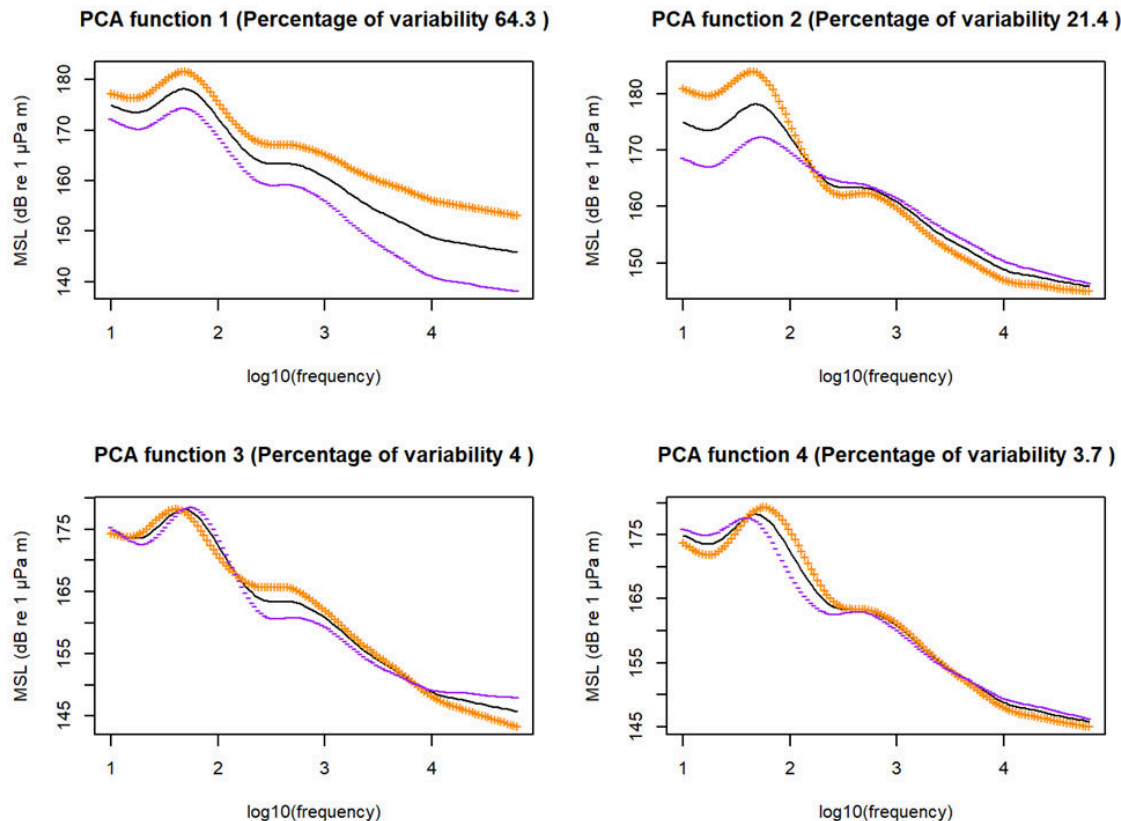 PCA function 1 (Percentage of variability 64.3 )
MSL (dB re 1 µPa m)
180
170
160
150
140
1 2 3 4
log10(frequency)
PCA function 2 (Percentage of variability 21.4 )
MSL (dB re 1 µPa m)
180
170
160
150
1 2 3 4
log10(frequency)
PCA function 3 (Percentage of variability 4 )
MSL (dB re 1 µPa m)
175
165
155
145
1 2 3 4
log10(frequency)
PCA function 4 (Percentage of variability 3.7 )
MSL (dB re 1 µPa m)
175
165
155
145
1 2 3 4
log10(frequency)